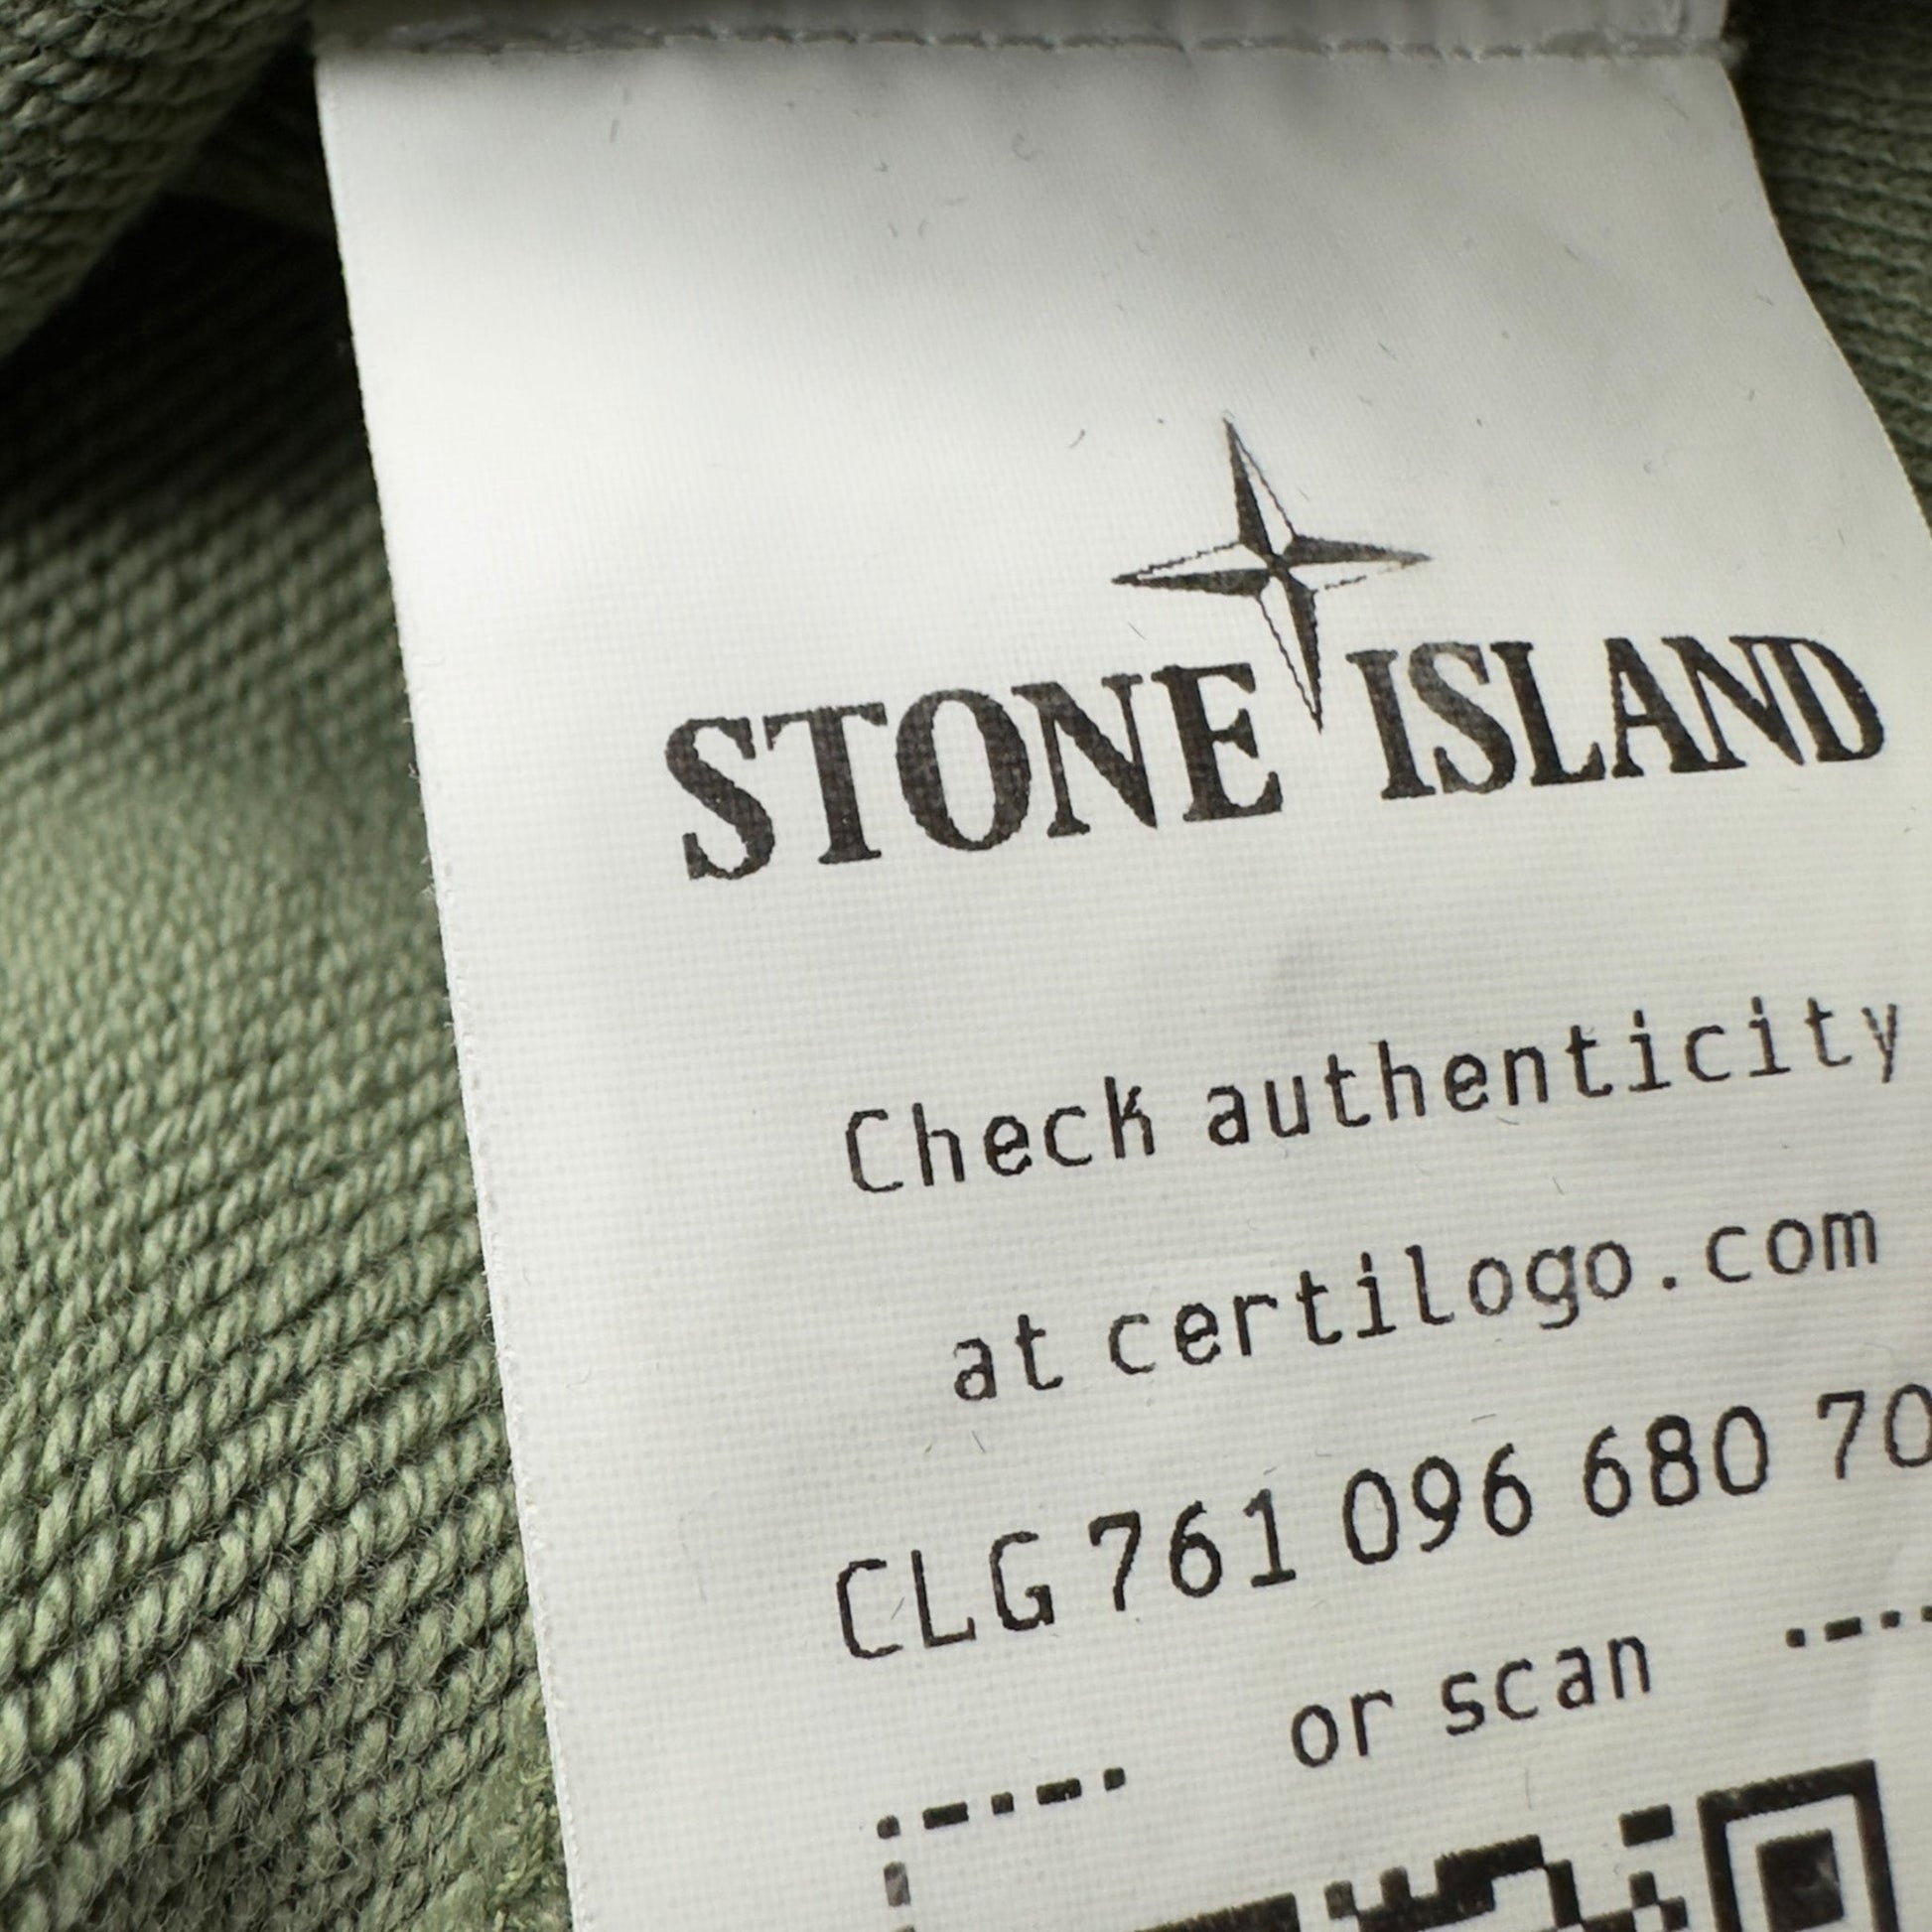 STONE ISLAND
Check authenticity
at certilogo.com
CLG 761 096 680 70
or scan